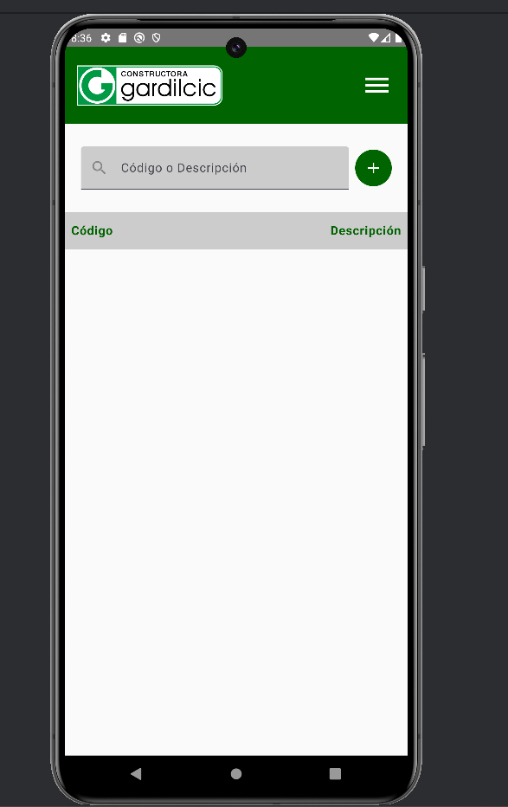 8:36
CONSTRUCTORA
gardilcic
Código o Descripción
Código Descripción